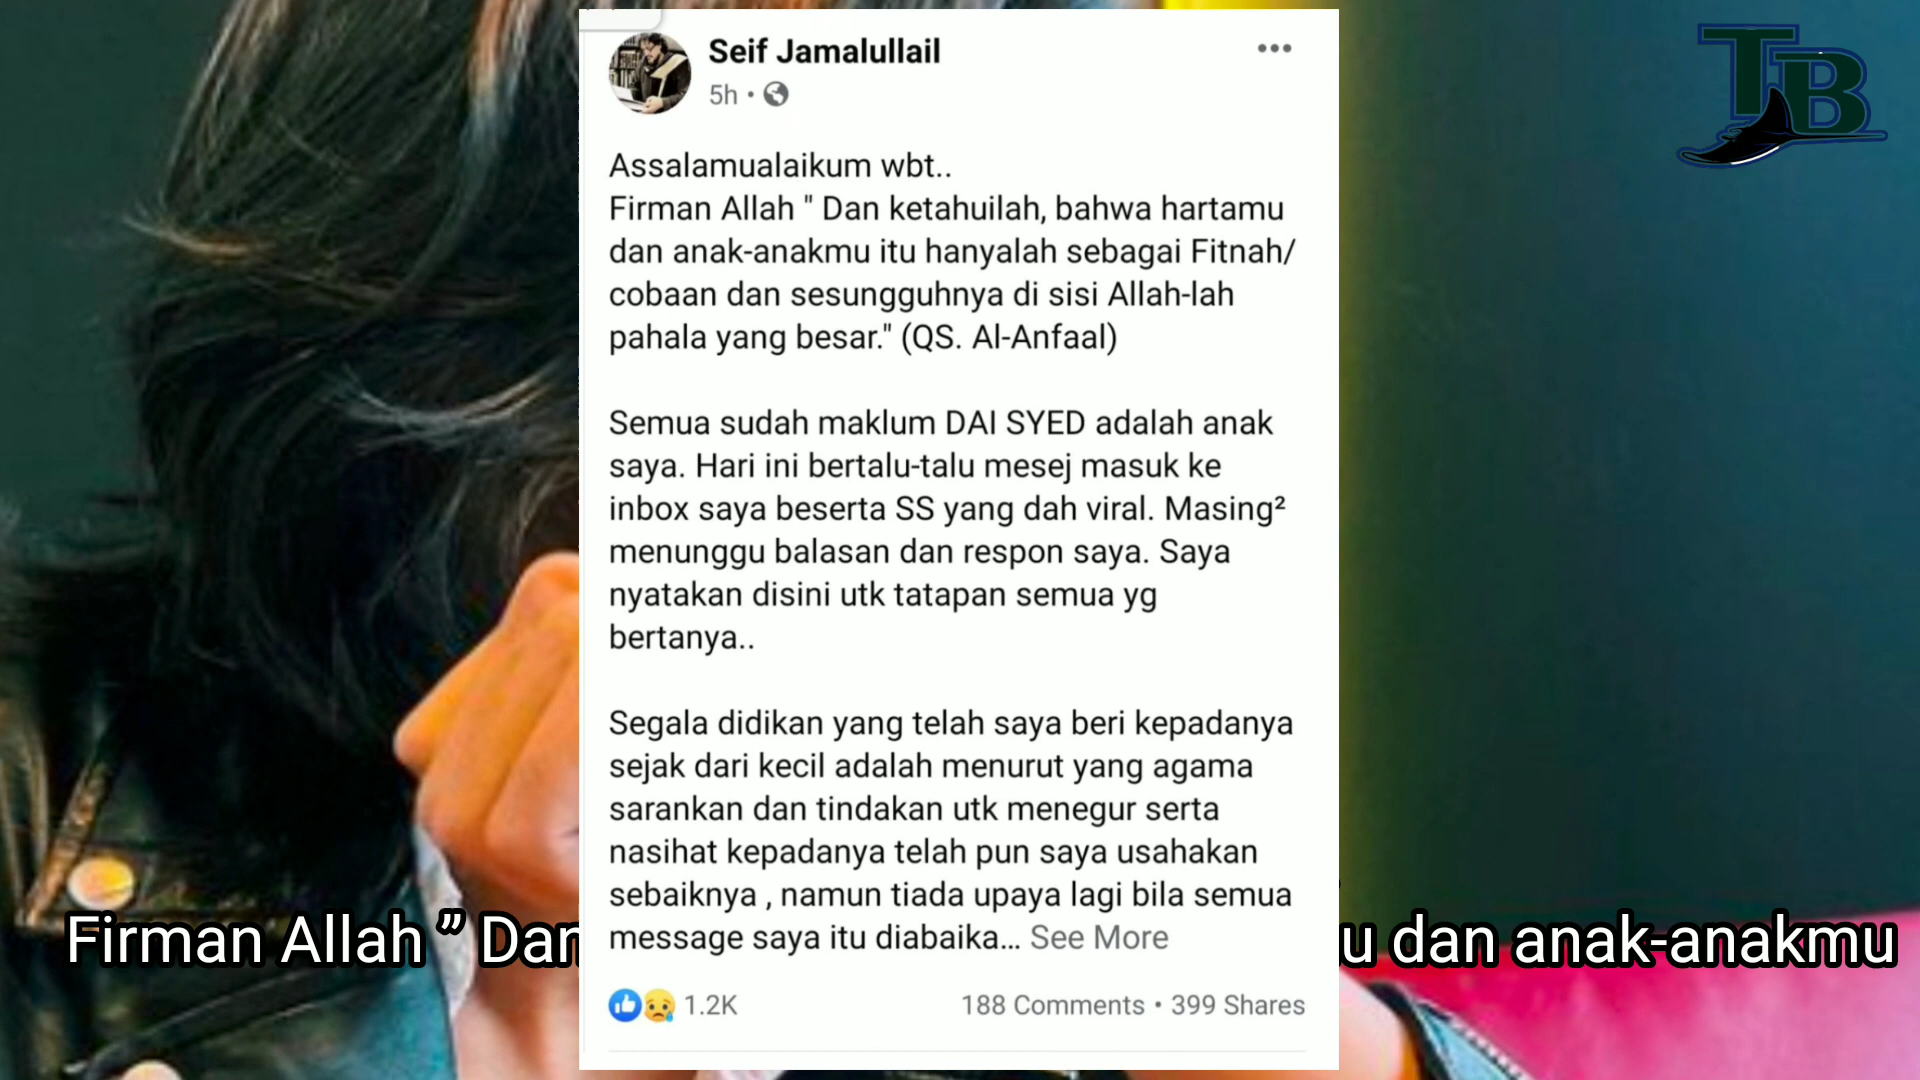 Seif Jamalullail
5h
Assalamualaikum wbt..
Firman Allah " Dan ketahuilah, bahwa hartamu
dan anak-anakmu itu hanyalah sebagai Fitnah/
cobaan dan sesungguhnya di sisi Allah-lah
pahala yang besar." (QS. Al-Anfaal)
Semua sudah maklum DAI SYED adalah anak
saya. Hari ini bertalu-talu mesej masuk ke
inbox saya beserta SS yang dah viral. Masing²
menunggu balasan dan respon saya. Saya
nyatakan disini utk tatapan semua yg
bertanya..
Segala didikan yang telah saya beri kepadanya
sejak dari kecil adalah menurut yang agama
sarankan dan tindakan utk menegur serta
nasihat kepadanya telah pun saya usahakan
sebaiknya , namun tiada upaya lagi bila semua
message saya itu diabaika... See More
1.2K 188 Comments • 399 Shares
Firman Allah ” Dan u dan anak-anakmu
TB